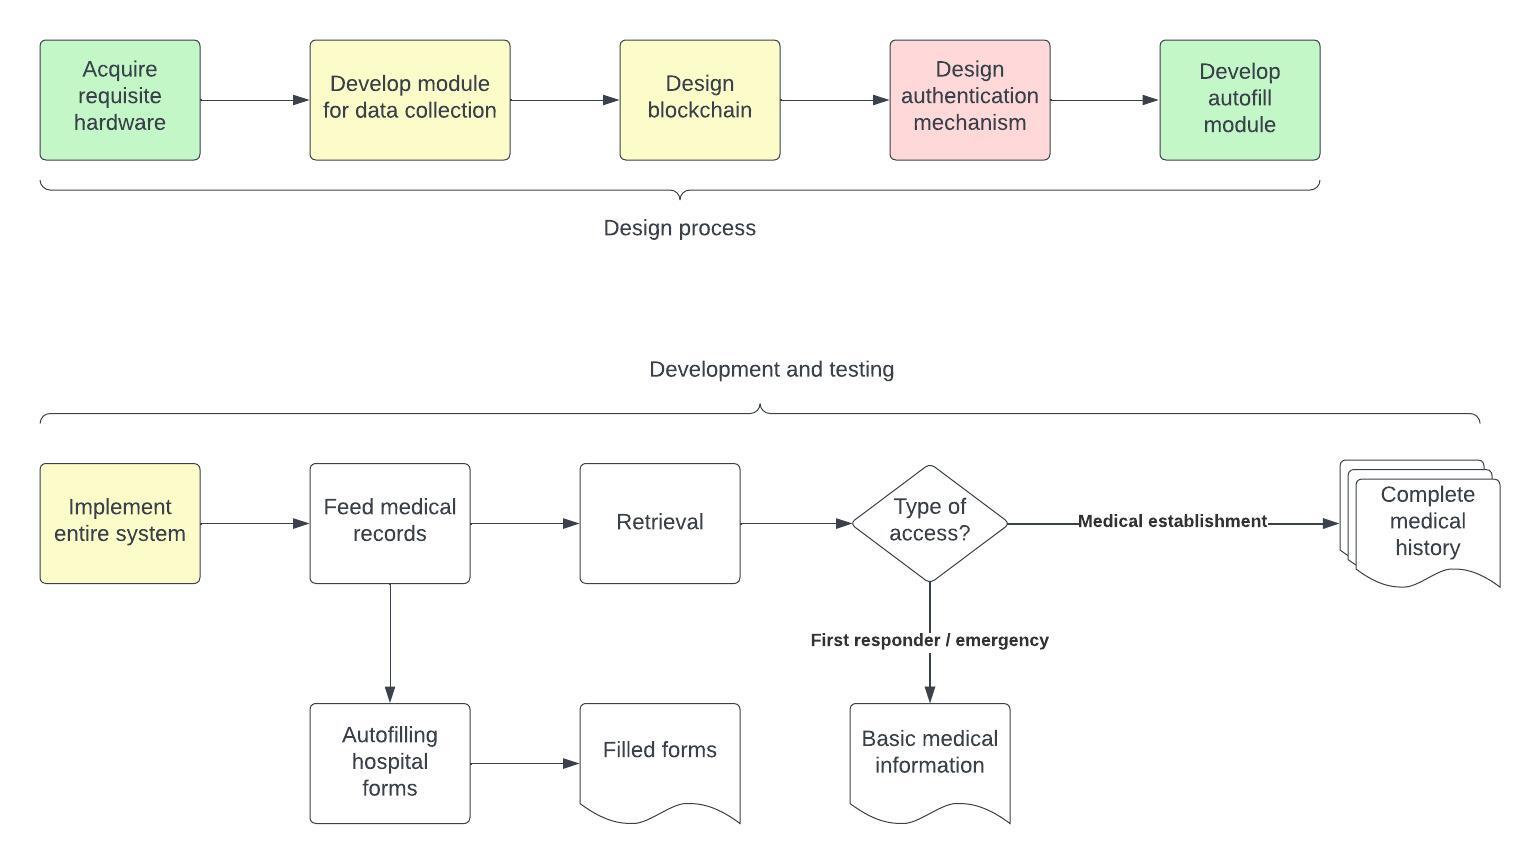 Acquire
requisite
hardware
Develop module
for data collection
Design
blockchain
Design
authentication
mechanism
Develop
autofill
module
Design process
Development and testing
Implement
entire system
Feed medical
records
Retrieval
Type of
access?
Medical establishment
Complete
medical
history
First responder / emergency
Autofilling
hospital
forms
Filled forms
Basic medical
information